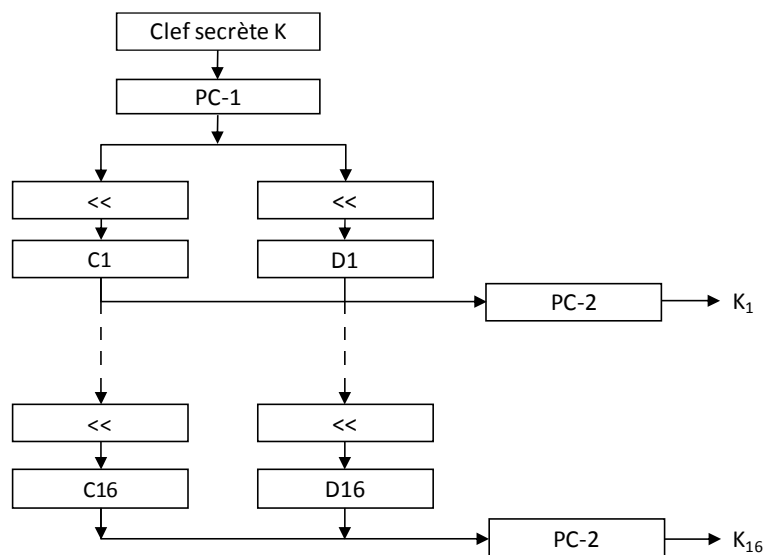 Clef secrète K
PC-1
<< <<
C1 D1
PC-2 K₁
<< <<
C16 D16
PC-2 K₁₆